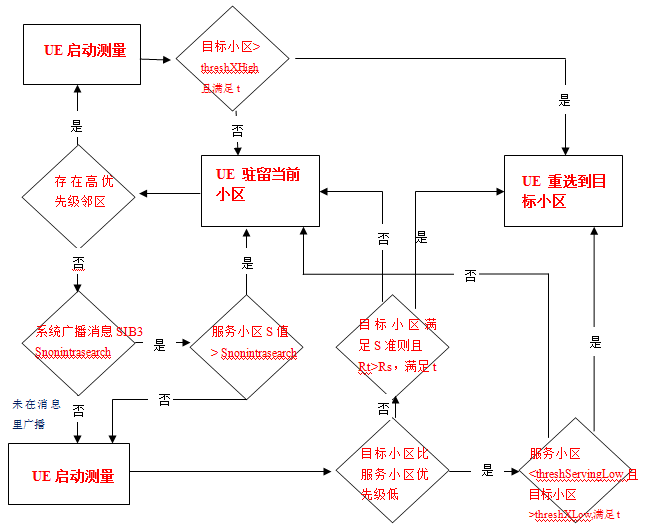 UE 启动测量
目标小区>
threshXHigh
且满足 t
是
否
是
存在高优
先级邻区
UE 驻留当前
小区
UE 重选到目
标小区
否
是
否
是
否
系统广播消息 SIB3
Snonintrasearch
是
服务小区 S 值
> Snonintrasearch
目标小区满
足 S 准则且
Rt>Rs，满足 t
是
未在消息
里广播
否
否
否
UE 启动测量
目标小区比
服务小区优
先级低
是
服务小区
<threshServingLow 且
目标小区
>threshXLow,满足 t